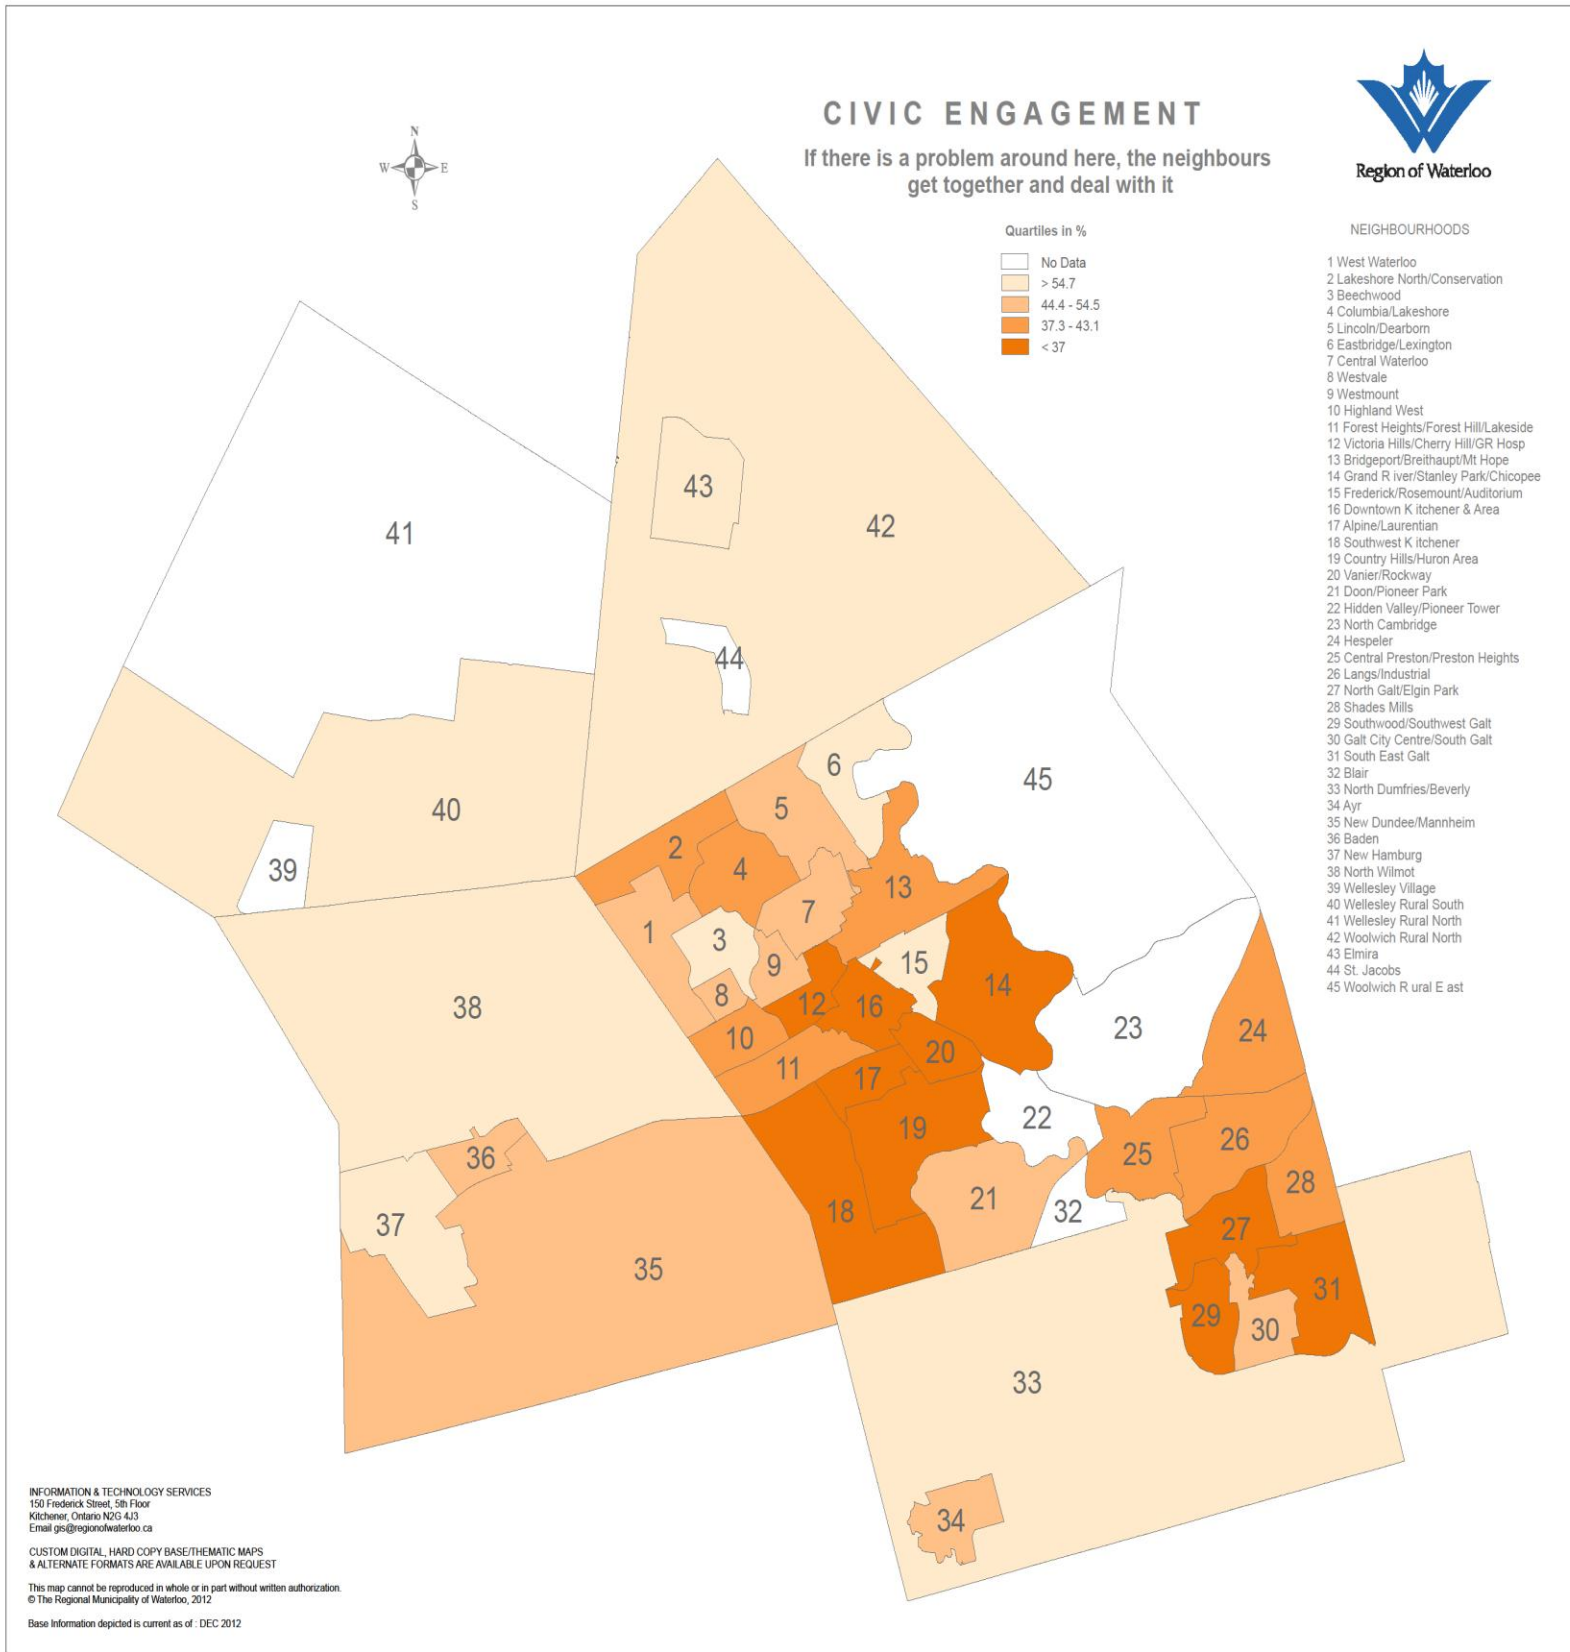 CIVIC ENGAGEMENT
If there is a problem around here, the neighbours
get together and deal with it
Region of Waterloo
N
W
E
S
Quartiles in %
No Data
> 54.7
44.4 - 54.5
37.3 - 43.1
< 37
NEIGHBOURHOODS
1 West Waterloo
2 Lakeshore North/Conservation
3 Beechwood
4 Columbia/Lakeshore
5 Lincoln/Dearborn
6 Eastbridge/Lexington
7 Central Waterloo
8 Westvale
9 Westmount
10 Highland West
11 Forest Heights/Forest Hill/Lakeside
12 Victoria Hills/Cherry Hill/GR Hosp
13 Bridgeport/Breithaupt/Mt Hope
14 Grand R iver/Stanley Park/Chicopee
15 Frederick/Rosemount/Auditorium
16 Downtown K itchener & Area
17 Alpine/Laurentian
18 Southwest K itchener
19 Country Hills/Huron Area
20 Vanier/Rockway
21 Doon/Pioneer Park
22 Hidden Valley/Pioneer Tower
23 North Cambridge
24 Hespeler
25 Central Preston/Preston Heights
26 Langs/Industrial
27 North Galt/Elgin Park
28 Shades Mills
29 Southwood/Southwest Galt
30 Galt City Centre/South Galt
31 South East Galt
32 Blair
33 North Dumfries/Beverly
34 Ayr
35 New Dundee/Mannheim
36 Baden
37 New Hamburg
38 North Wilmot
39 Wellesley Village
40 Wellesley Rural South
41 Wellesley Rural North
42 Woolwich Rural North
43 Elmira
44 St. Jacobs
45 Woolwich R ural E ast
43
42
41
44
6
45
40
5
2
39
4
13
7
1
3
15
9
14
8
38
16
12
23
24
10
20
11
17
22
19
26
25
36
28
21
18
32
37
27
35
31
29
30
33
34
INFORMATION & TECHNOLOGY SERVICES
150 Frederick Street, 5th Floor
Kitchener, Ontario N2G 4J3
Email gis@regionofwaterloo.ca
CUSTOM DIGITAL, HARD COPY BASE/THEMATIC MAPS
& ALTERNATE FORMATS ARE AVAILABLE UPON REQUEST
This map cannot be reproduced in whole or in part without written authorization.
© The Regional Municipality of Waterloo, 2012
Base Information depicted is current as of : DEC 2012